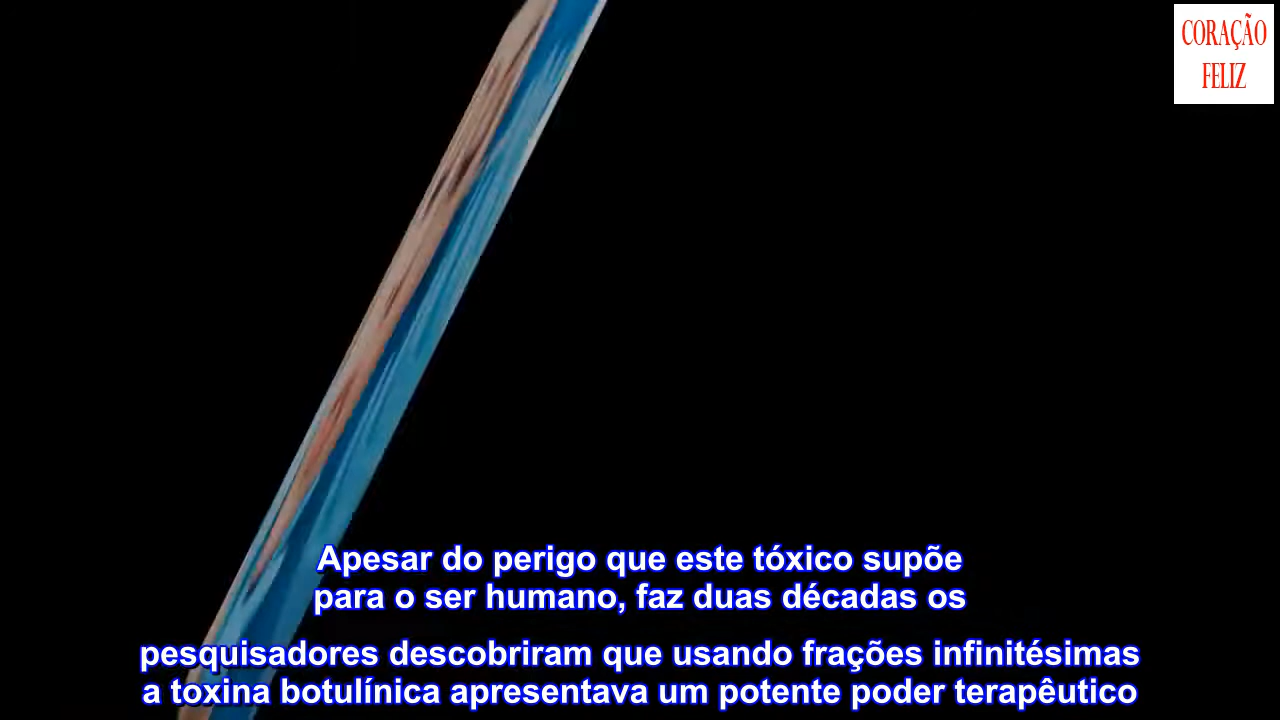 CORAÇÃO
FELIZ
Apesar do perigo que este tóxico supõe
para o ser humano, faz duas décadas os
pesquisadores descobriram que usando frações infinitésimas
a toxina botulínica apresentava um potente poder terapêutico